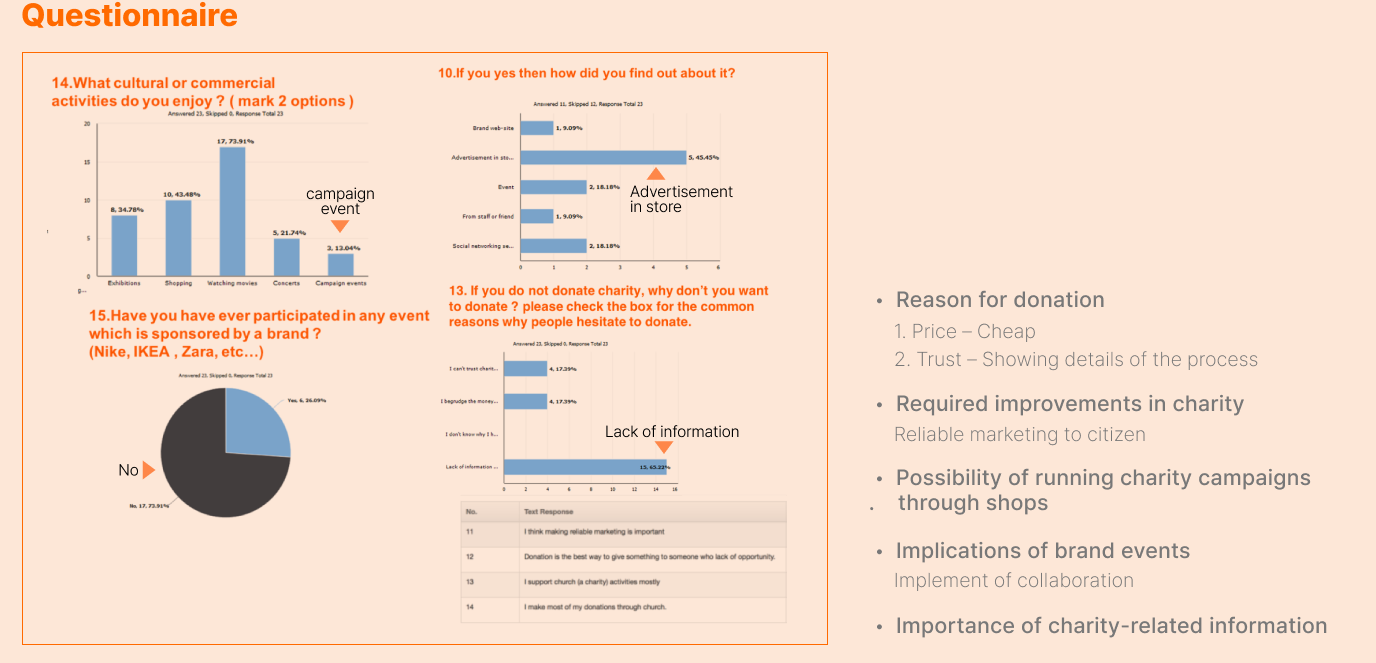 Questionnaire
14.What cultural or commercial
activities do you enjoy ? ( mark 2 options )
Answered 23, Skipped 0, Response Total 23
20
15
10
5
0
8, 34.78%
10, 43.48%
17, 73.91%
5, 21.74%
3, 13.04%
campaign
event
Exhibitions
Shopping
Watching movies
Concerts
Campaign events
g...
15.Have you have ever participated in any event
which is sponsored by a brand ?
(Nike, IKEA , Zara, etc...)
Answered 23, Skipped 0, Response Total 23
Yes, 6, 26.09%
No
No, 17, 73.91%
10.If you yes then how did you find out about it?
Answered 11, Skipped 12, Response Total 23
Brand web-site
1, 9.09%
Advertisement in sto...
5, 45.45%
Event
2, 18.18%
Advertisement
in store
From staff or friend
1, 9.09%
Social networking se...
2, 18.18%
0 1 2 3 4 5 6
13. If you do not donate charity, why don't you want
to donate ? please check the box for the common
reasons why people hesitate to donate.
Answered 23, Skipped 0, Response Total 23
I can't trust charit...
4, 17.39%
I begrudge the money...
4, 17.39%
I don't know why I h...
Lack of information
Lack of information ...
15, 65.22%
0 2 4 6 8 10 12 14 16
No. Text Response
11 I think making reliable marketing is important
12 Donation is the best way to give something to someone who lack of opportunity.
13 I support church (a charity) activities mostly
14 I make most of my donations through church.
• Reason for donation
1. Price – Cheap
2. Trust – Showing details of the process
• Required improvements in charity
Reliable marketing to citizen
• Possibility of running charity campaigns
. through shops
• Implications of brand events
Implement of collaboration
• Importance of charity-related information